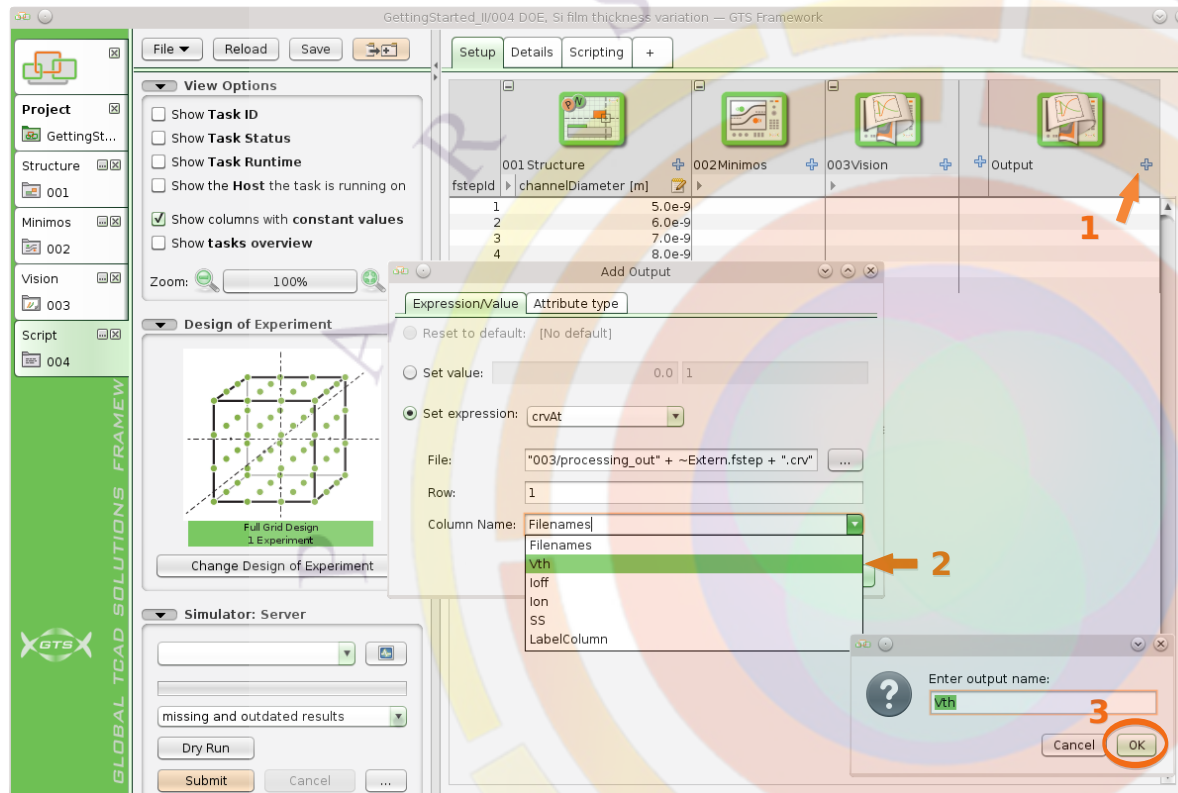 GettingStarted_II/004 DOE, Si film thickness variation — GTS Framework
File
Reload
Save
Project
GettingSt...
Structure
001
Minimos
002
Vision
003
Script
004
GLOBAL TCAD SOLUTIONS FRAMEW
GTS
View Options
Show Task ID
Show Task Status
Show Task Runtime
Show the Host the task is running on
Show columns with constant values
Show tasks overview
Zoom:
100%
Design of Experiment
Full Grid Design
1 Experiment
Change Design of Experiment
Simulator: Server
missing and outdated results
Dry Run
Submit
Cancel
...
Setup
Details
Scripting
+
P N
001 Structure
002 Minimos
003 Vision
Output
fstepId
channelDiameter [m]
1 5.0e-9
2 6.0e-9
3 7.0e-9
4 8.0e-9
1
Add Output
Expression/Value
Attribute type
Reset to default: [No default]
Set value: 0.0 1
Set expression: crvAt
File: "003/processing_out" + ~Extern.fstep + ".crv" ...
Row: 1
Column Name: Filenames
Filenames
Vth
Ioff
Ion
SS
LabelColumn
2
Enter output name:
Vth
3
Cancel
OK
P A R S